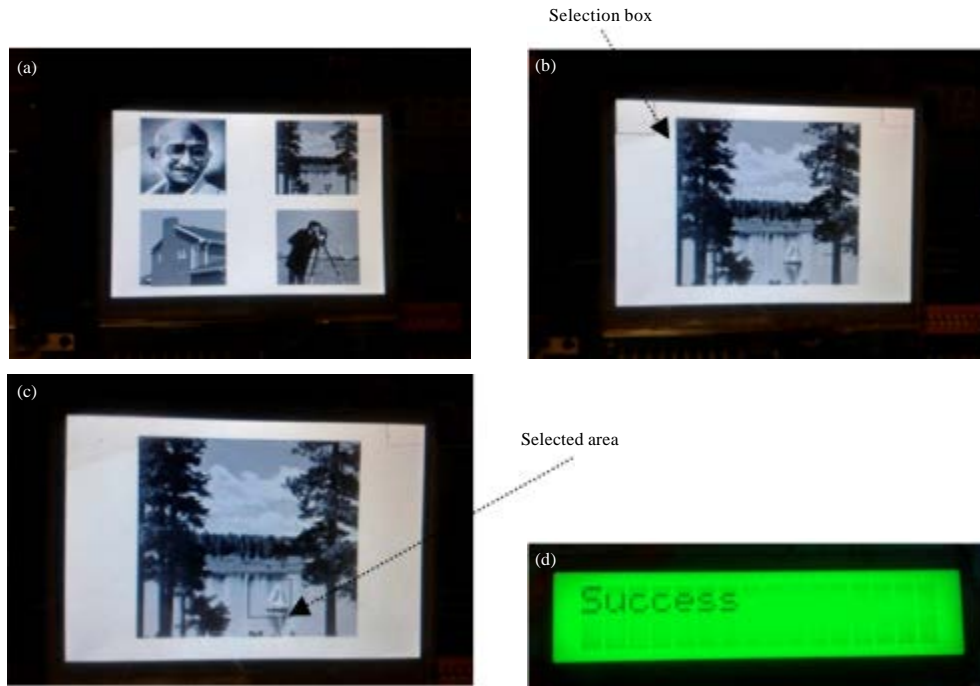 Selection box
(a)
(b)
(c)
Selected area
(d)
Success